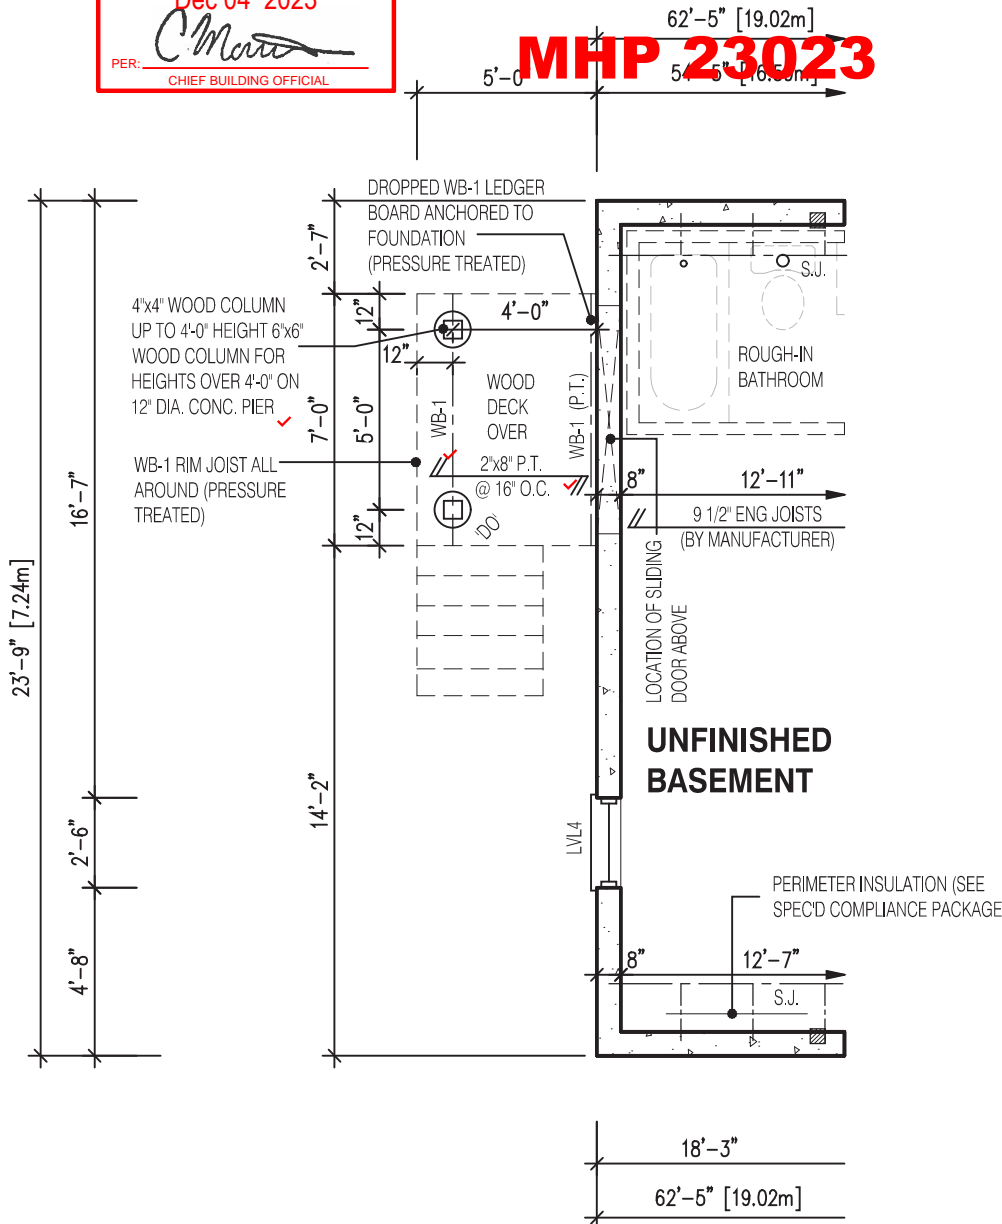 Dec 04 2023
PER:
CHIEF BUILDING OFFICIAL
MHP 23023
62'-5" [19.02m]
5'-0"
DROPPED WB-1 LEDGER
BOARD ANCHORED TO
FOUNDATION
(PRESSURE TREATED)
2'-7"
S.J.
4"x4" WOOD COLUMN
UP TO 4'-0" HEIGHT 6"x6"
WOOD COLUMN FOR
HEIGHTS OVER 4'-0" ON
12" DIA. CONC. PIER
12"
4'-0"
12"
ROUGH-IN
BATHROOM
WOOD
DECK
OVER
WB-1
WB-1 (P.T.)
7'-0"
5'-0"
2"x8" P.T.
@ 16" O.C.
WB-1 RIM JOIST ALL
AROUND (PRESSURE
TREATED)
8"
12'-11"
9 1/2" ENG JOISTS
(BY MANUFACTURER)
16'-7"
12"
'DO'
23'-9" [7.24m]
LOCATION OF SLIDING
DOOR ABOVE
UNFINISHED
BASEMENT
14'-2"
2'-6"
LVL4
PERIMETER INSULATION (SEE
SPEC'D COMPLIANCE PACKAGE
4'-8"
8"
12'-7"
S.J.
18'-3"
62'-5" [19.02m]